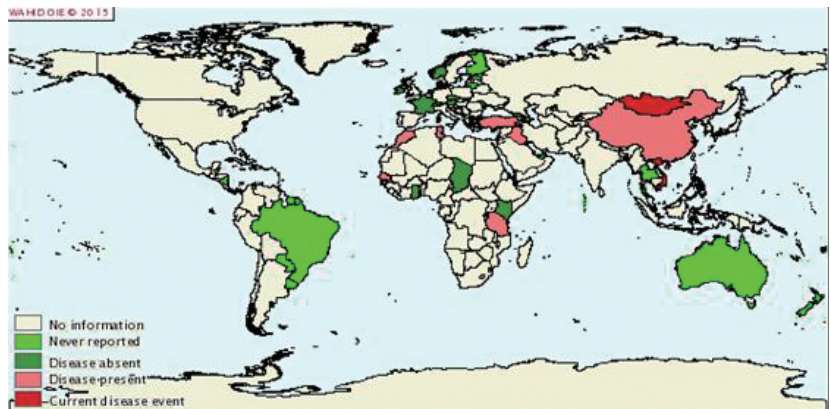 WAHID OIE © 2015
No information
Never reported
Disease absent
Disease-present
Current disease event